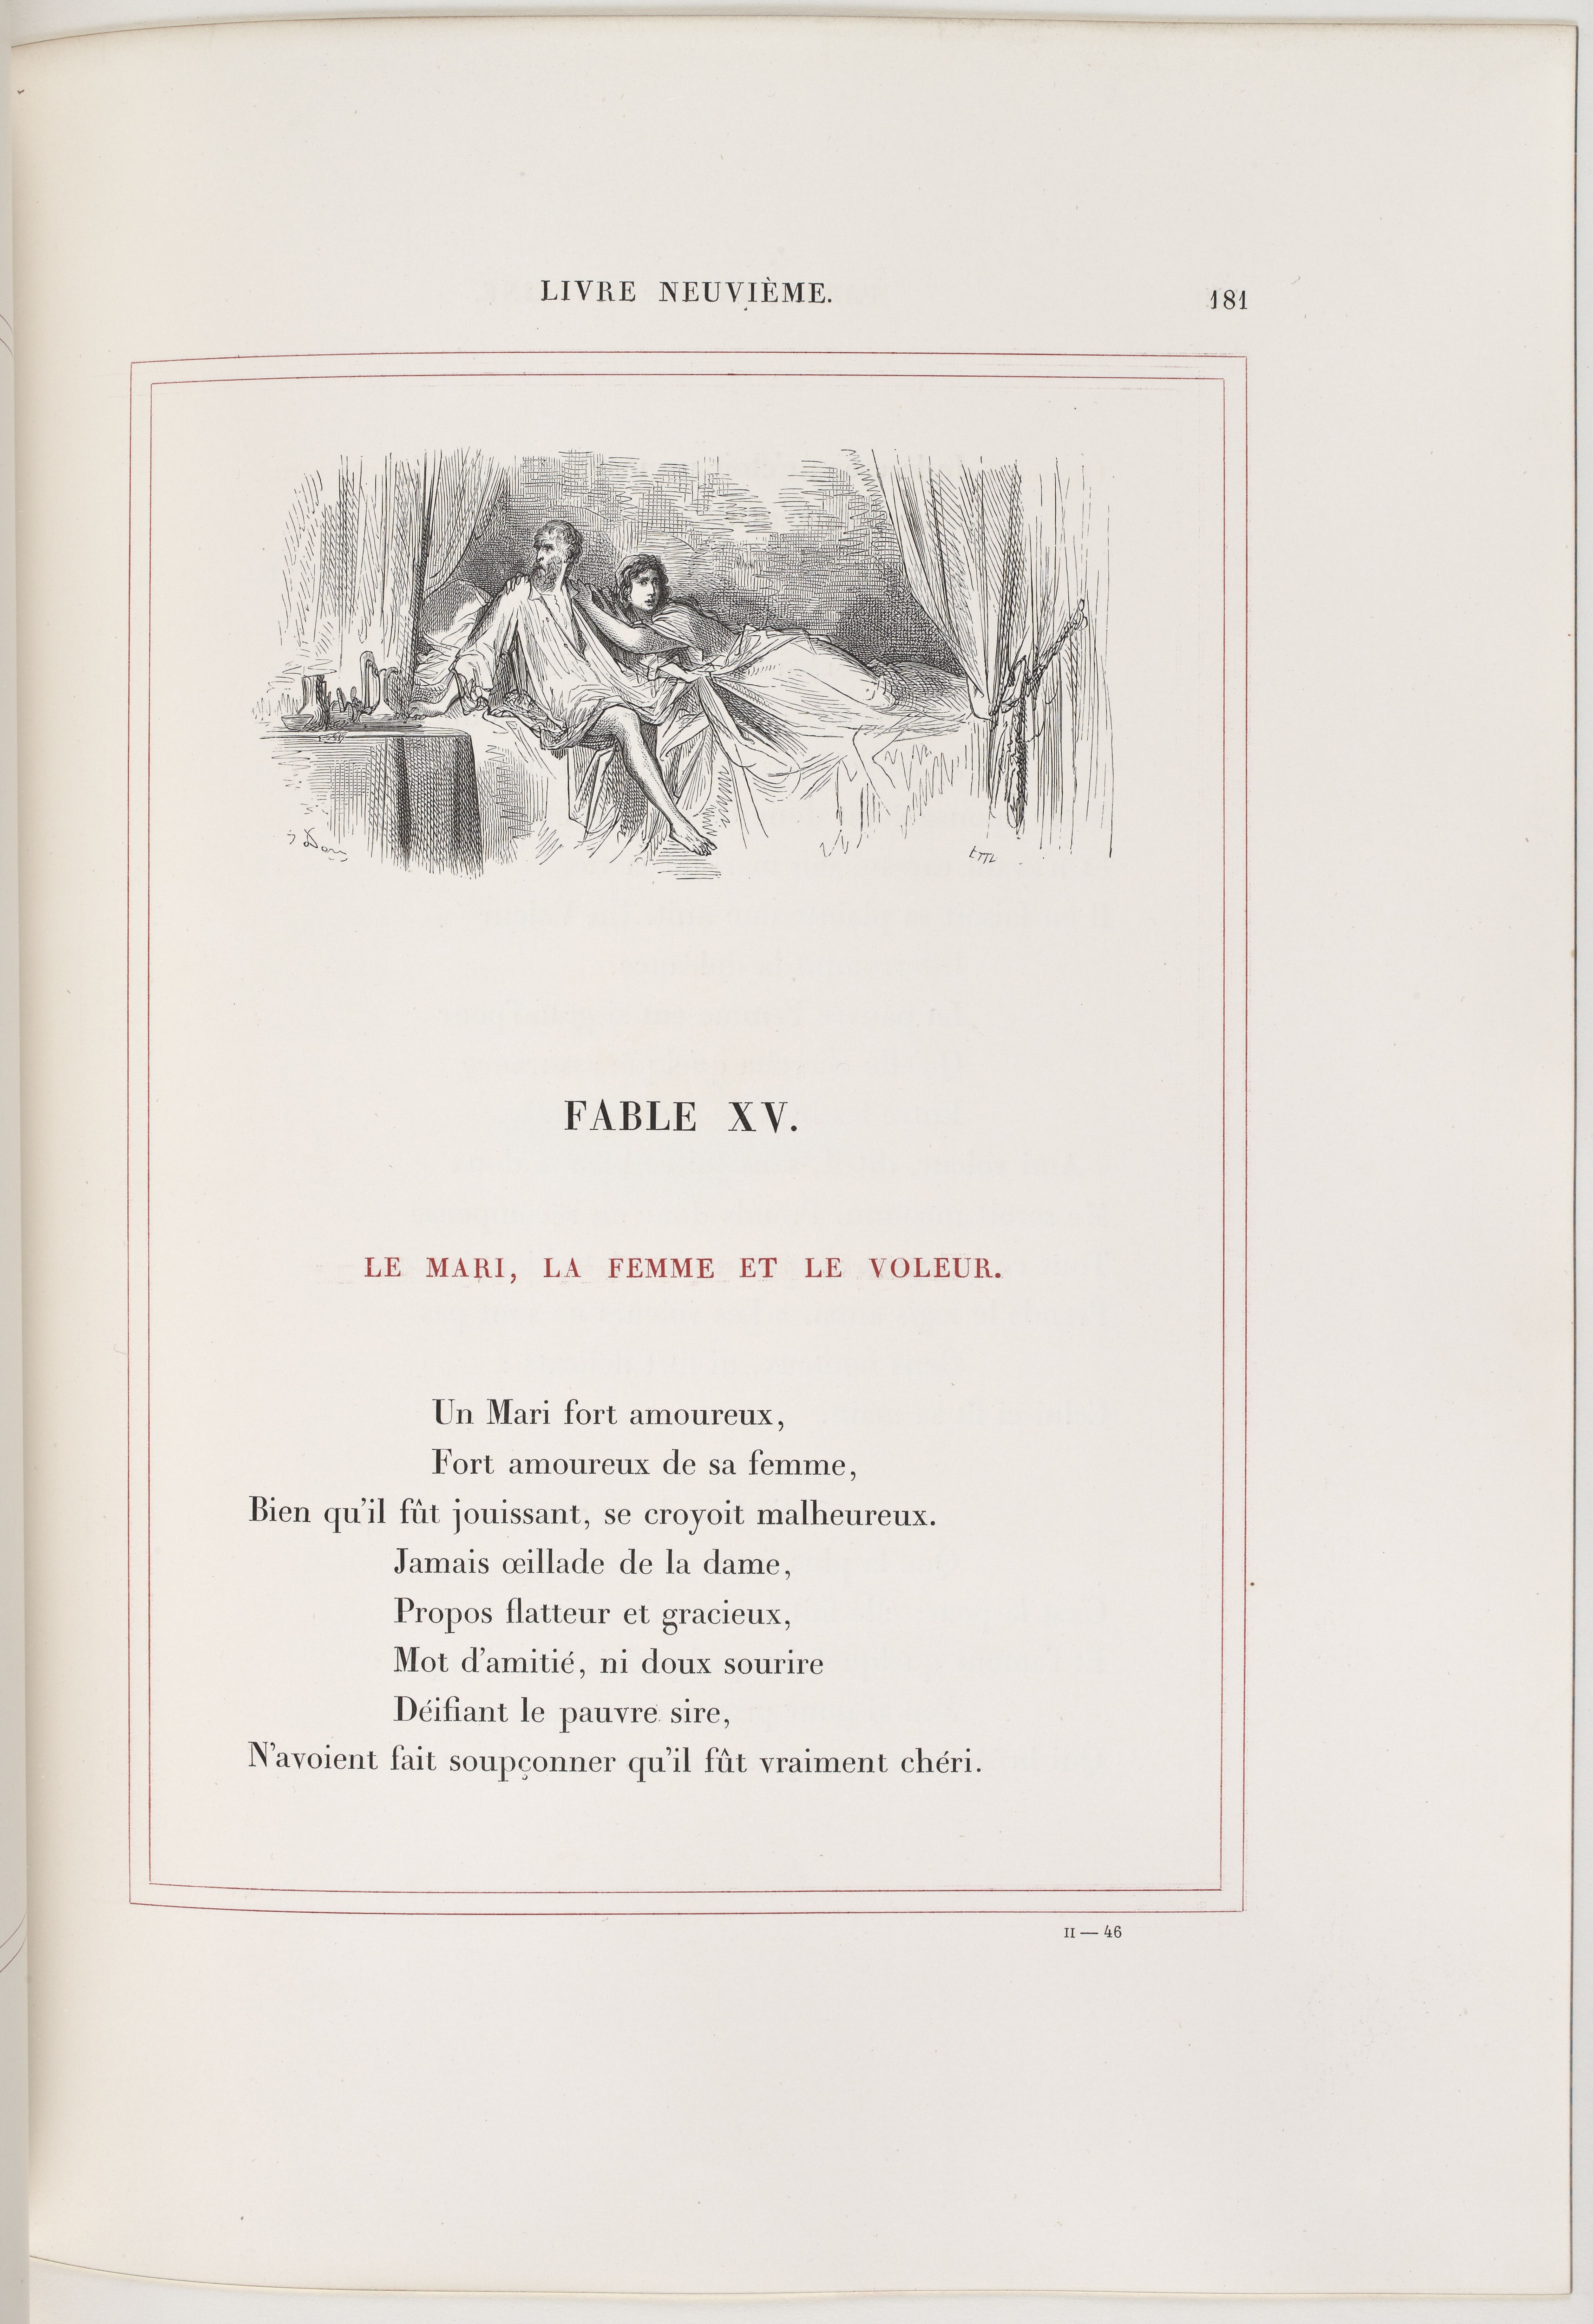 LIVRE NEUVIÈME.
181
G Doré
FABLE XV.
LE MARI, LA FEMME ET LE VOLEUR.
Un Mari fort amoureux,
Fort amoureux de sa femme,
Bien qu'il fût jouissant, se croyoit malheureux.
Jamais œillade de la dame,
Propos flatteur et gracieux,
Mot d'amitié, ni doux sourire
Déifiant le pauvre sire,
N'avoient fait soupçonner qu'il fût vraiment chéri.
II — 46